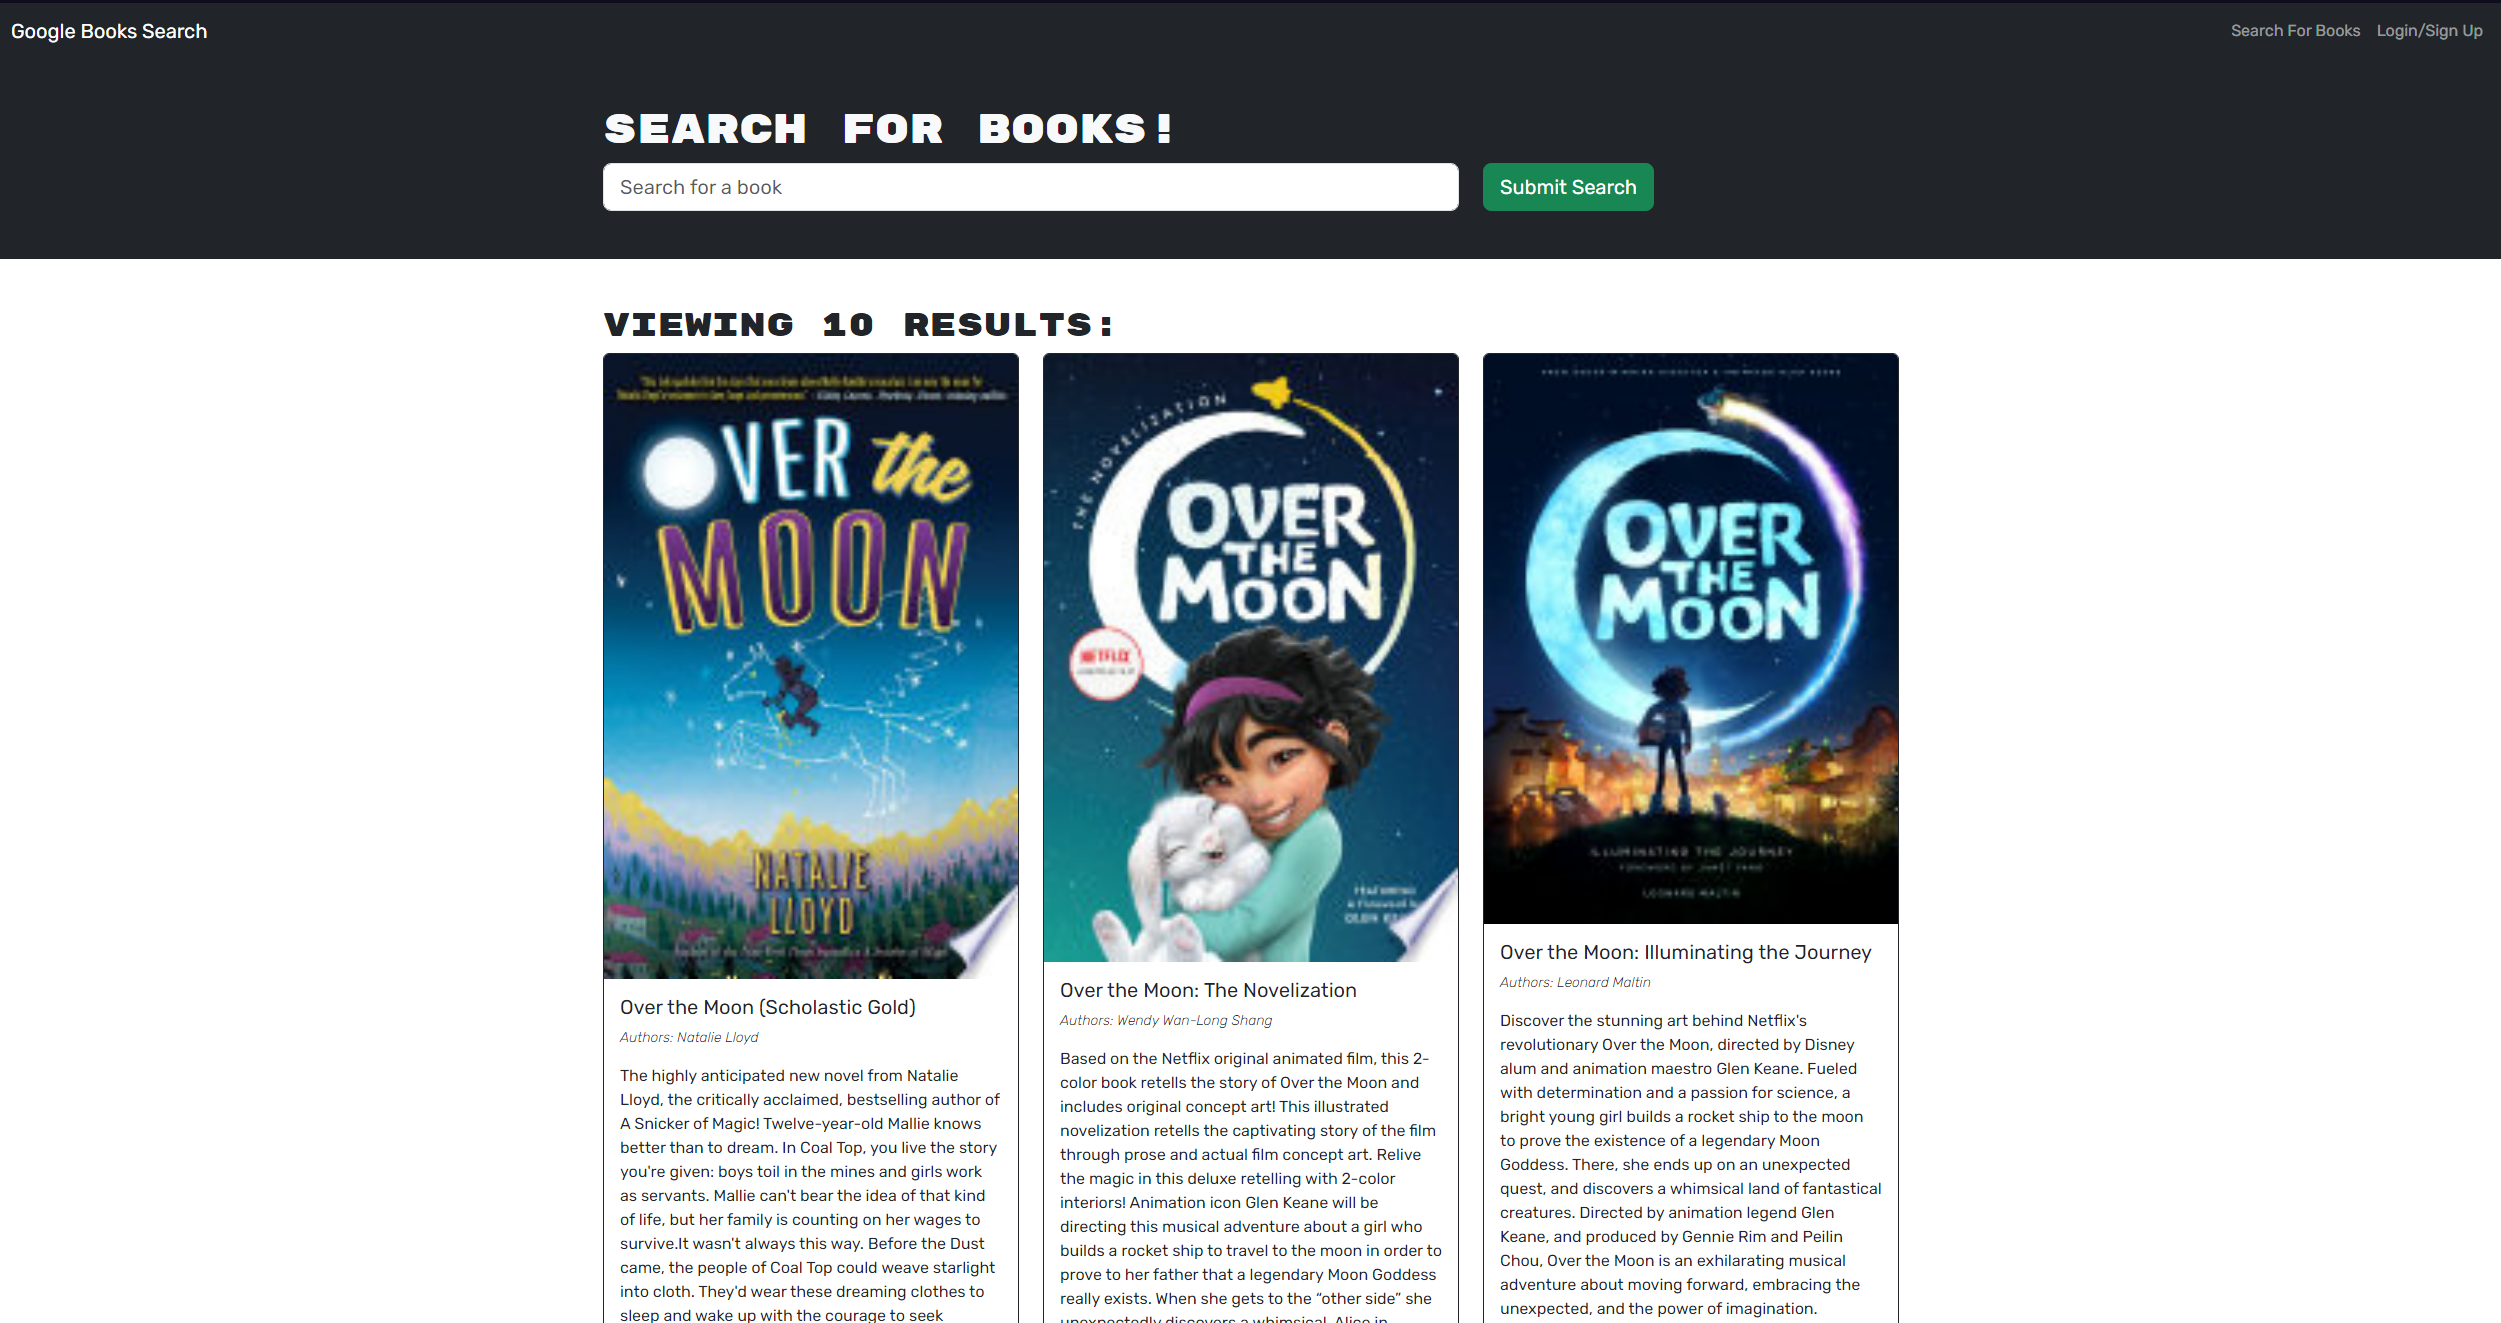 Google Books Search
Search For Books
Login/Sign Up
SEARCH FOR BOOKS!
Search for a book
Submit Search
VIEWING 10 RESULTS:
OVER the
MOON
NATALIE
LLOYD
Over the Moon (Scholastic Gold)
Authors: Natalie Lloyd
The highly anticipated new novel from Natalie
Lloyd, the critically acclaimed, bestselling author of
A Snicker of Magic! Twelve-year-old Mallie knows
better than to dream. In Coal Top, you live the story
you're given: boys toil in the mines and girls work
as servants. Mallie can't bear the idea of that kind
of life, but her family is counting on her wages to
survive.It wasn't always this way. Before the Dust
came, the people of Coal Top could weave starlight
into cloth. They'd wear these dreaming clothes to
sleep and wake up with the courage to seek
THE NOVELIZATION
OVER
THE
MOON
NETFLIX
FEATURING
Over the Moon: The Novelization
Authors: Wendy Wan-Long Shang
Based on the Netflix original animated film, this 2-
color book retells the story of Over the Moon and
includes original concept art! This illustrated
novelization retells the captivating story of the film
through prose and actual film concept art. Relive
the magic in this deluxe retelling with 2-color
interiors! Animation icon Glen Keane will be
directing this musical adventure about a girl who
builds a rocket ship to travel to the moon in order to
prove to her father that a legendary Moon Goddess
really exists. When she gets to the “other side” she
unexpectedly discovers a whimsical Alice in
OVER
THE
MOON
ILLUMINATING THE JOURNEY
FOREWORD BY JANET YANG
LEONARD MALTIN
Over the Moon: Illuminating the Journey
Authors: Leonard Maltin
Discover the stunning art behind Netflix's
revolutionary Over the Moon, directed by Disney
alum and animation maestro Glen Keane. Fueled
with determination and a passion for science, a
bright young girl builds a rocket ship to the moon
to prove the existence of a legendary Moon
Goddess. There, she ends up on an unexpected
quest, and discovers a whimsical land of fantastical
creatures. Directed by animation legend Glen
Keane, and produced by Gennie Rim and Peilin
Chou, Over the Moon is an exhilarating musical
adventure about moving forward, embracing the
unexpected, and the power of imagination.